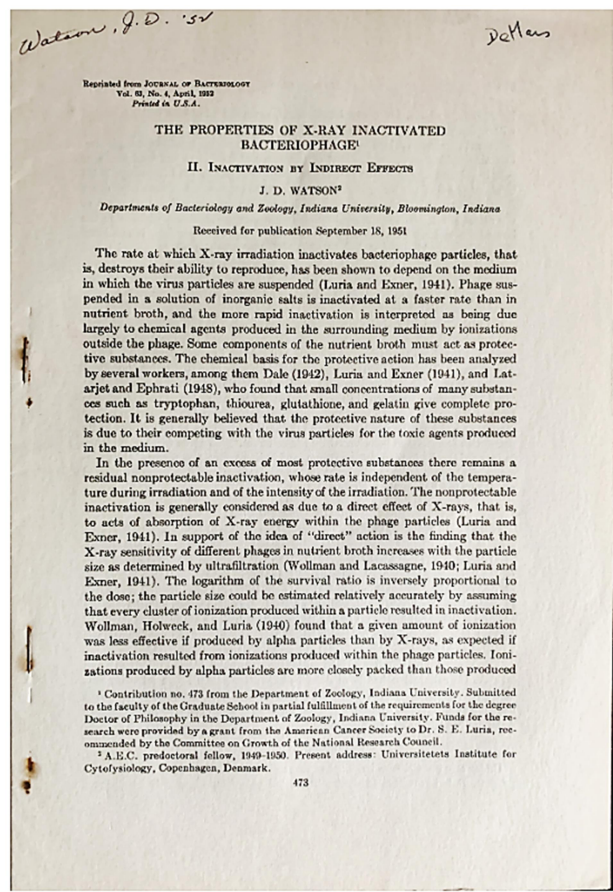 Watson, J.D. '52
DeMars
Reprinted from JOURNAL OF BACTERIOLOGY
Vol. 63, No. 4, April, 1952
Printed in U.S.A.
THE PROPERTIES OF X-RAY INACTIVATED
BACTERIOPHAGE¹
II. INACTIVATION BY INDIRECT EFFECTS
J. D. WATSON²
Departments of Bacteriology and Zoology, Indiana University, Bloomington, Indiana
Received for publication September 18, 1951
The rate at which X-ray irradiation inactivates bacteriophage particles, that
is, destroys their ability to reproduce, has been shown to depend on the medium
in which the virus particles are suspended (Luria and Exner, 1941). Phage sus-
pended in a solution of inorganic salts is inactivated at a faster rate than in
nutrient broth, and the more rapid inactivation is interpreted as being due
largely to chemical agents produced in the surrounding medium by ionizations
outside the phage. Some components of the nutrient broth must act as protec-
tive substances. The chemical basis for the protective action has been analyzed
by several workers, among them Dale (1942), Luria and Exner (1941), and Lat-
arjet and Ephrati (1948), who found that small concentrations of many substan-
ces such as tryptophan, thiourea, glutathione, and gelatin give complete pro-
tection. It is generally believed that the protective nature of these substances
is due to their competing with the virus particles for the toxic agents produced
in the medium.
In the presence of an excess of most protective substances there remains a
residual nonprotectable inactivation, whose rate is independent of the tempera-
ture during irradiation and of the intensity of the irradiation. The nonprotectable
inactivation is generally considered as due to a direct effect of X-rays, that is,
to acts of absorption of X-ray energy within the phage particles (Luria and
Exner, 1941). In support of the idea of "direct" action is the finding that the
X-ray sensitivity of different phages in nutrient broth increases with the particle
size as determined by ultrafiltration (Wollman and Lacassagne, 1940; Luria and
Exner, 1941). The logarithm of the survival ratio is inversely proportional to
the dose; the particle size could be estimated relatively accurately by assuming
that every cluster of ionization produced within a particle resulted in inactivation.
Wollman, Holweck, and Luria (1940) found that a given amount of ionization
was less effective if produced by alpha particles than by X-rays, as expected if
inactivation resulted from ionizations produced within the phage particles. Ioni-
zations produced by alpha particles are more closely packed than those produced
¹ Contribution no. 473 from the Department of Zoology, Indiana University. Submitted
to the faculty of the Graduate School in partial fulfillment of the requirements for the degree
Doctor of Philosophy in the Department of Zoology, Indiana University. Funds for the re-
search were provided by a grant from the American Cancer Society to Dr. S. E. Luria, rec-
ommended by the Committee on Growth of the National Research Council.
² A.E.C. predoctoral fellow, 1949-1950. Present address: Universitetets Institute for
Cytofysiology, Copenhagen, Denmark.
473